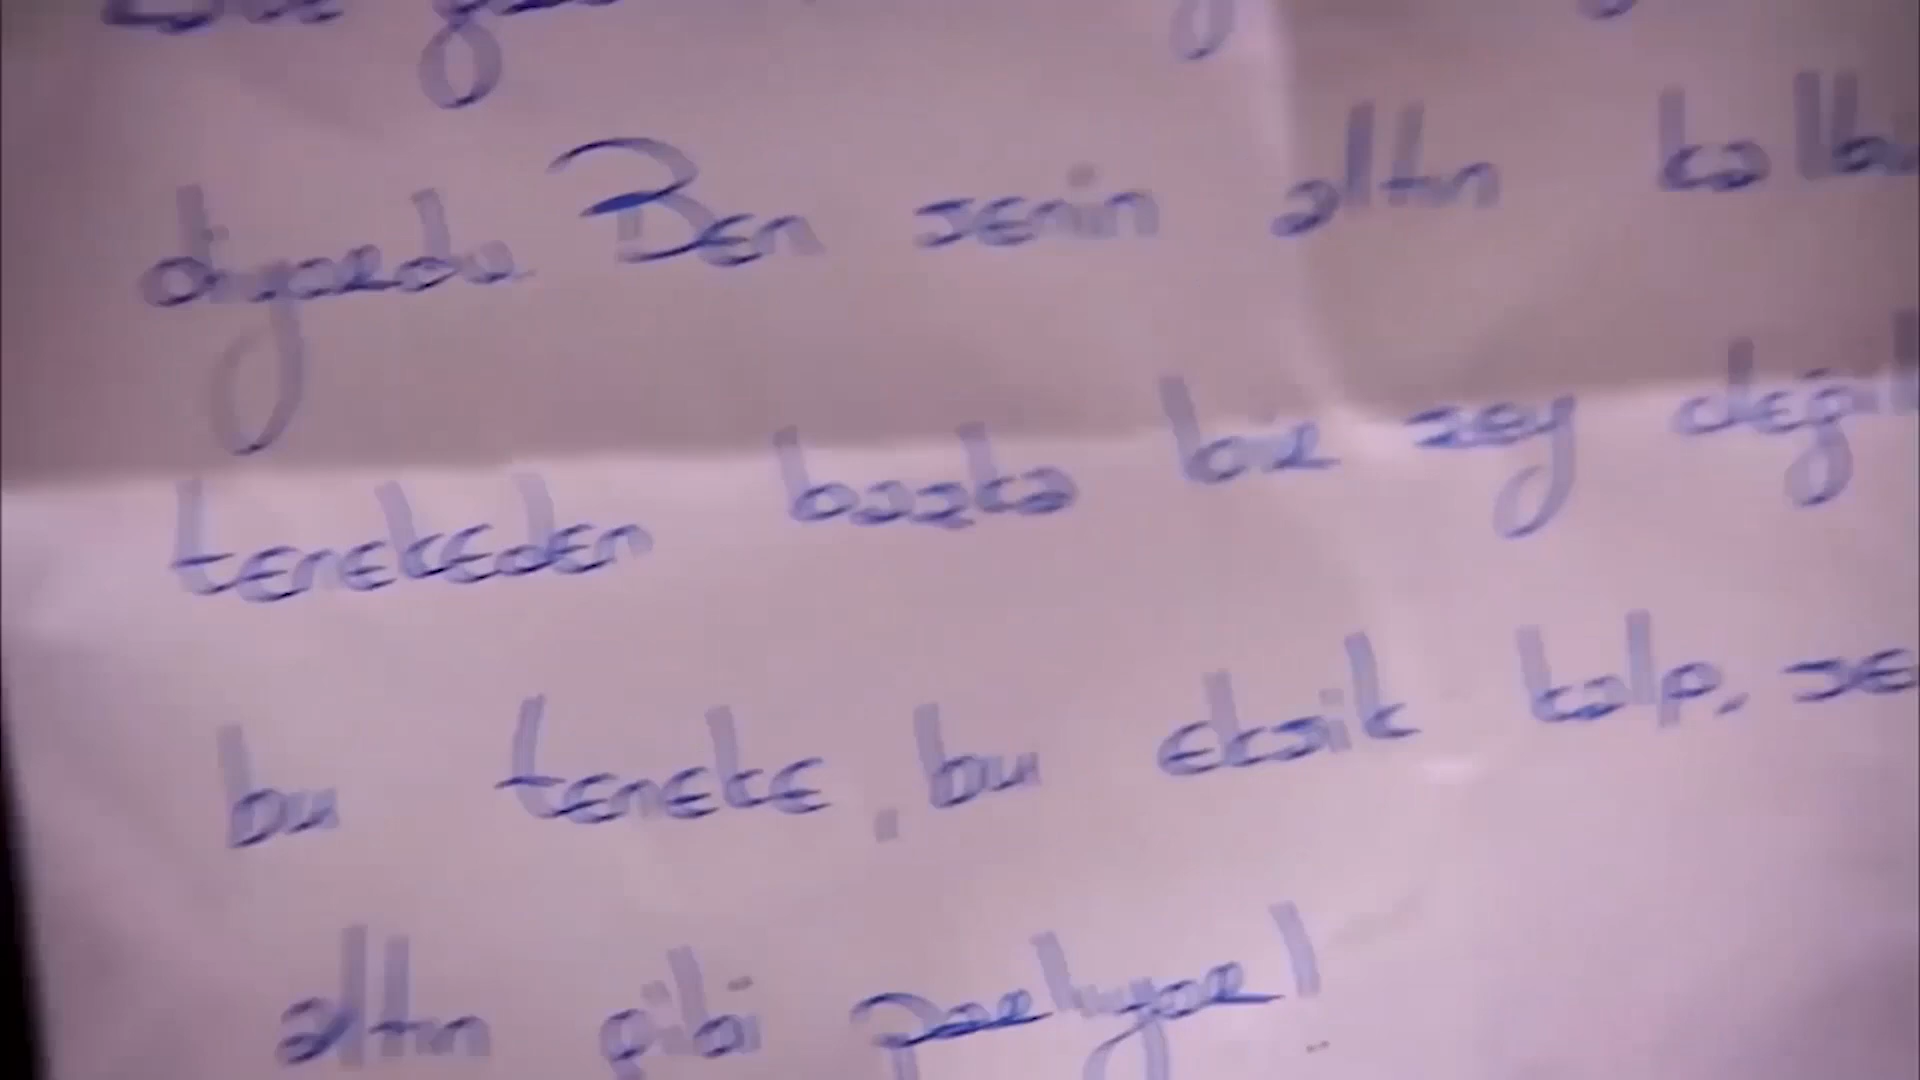 diyordu Ben senin altın
tenekeden başka bir şey değil
bu teneke, bu eksik kalp,
altın gibi parlıyor!